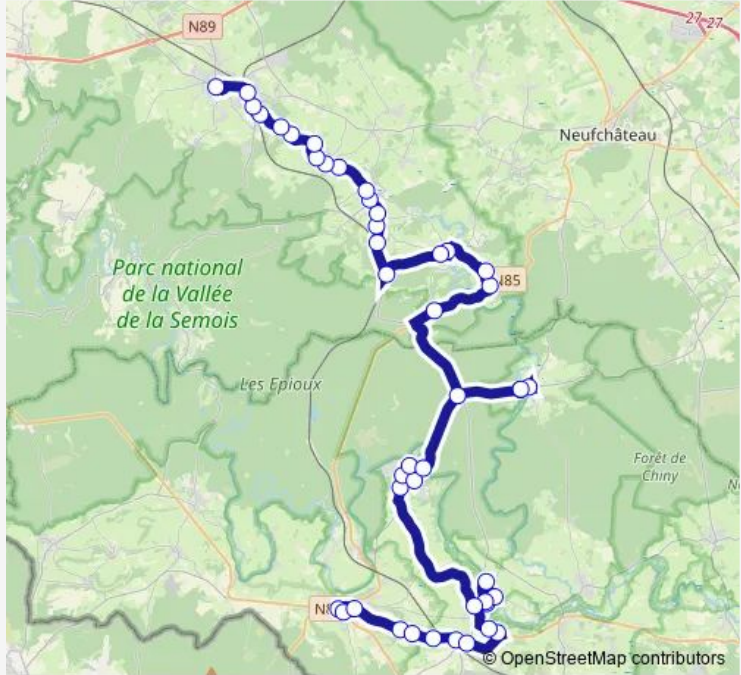 N89
27 27
Neufchâteau
Parc national
de la Vallée
de la Semois
N85
Les Epioux
Forêt de
Chiny
© OpenStreetMap contributors